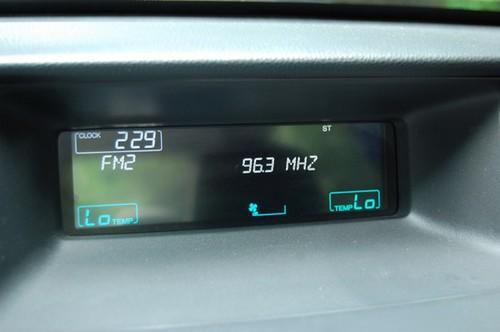 CLOCK 229 ST
FM2 96.3 MHZ
Lo TEMP TEMP Lo